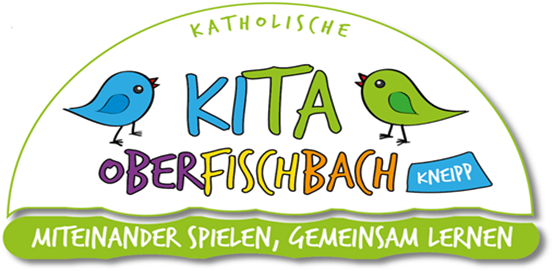 KATHOLISCHE
KITA
OBERFISCHBACH KNEIPP
MITEINANDER SPIELEN, GEMEINSAM LERNEN